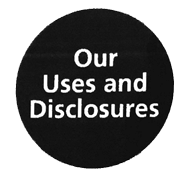 Our
Uses and
Disclosures